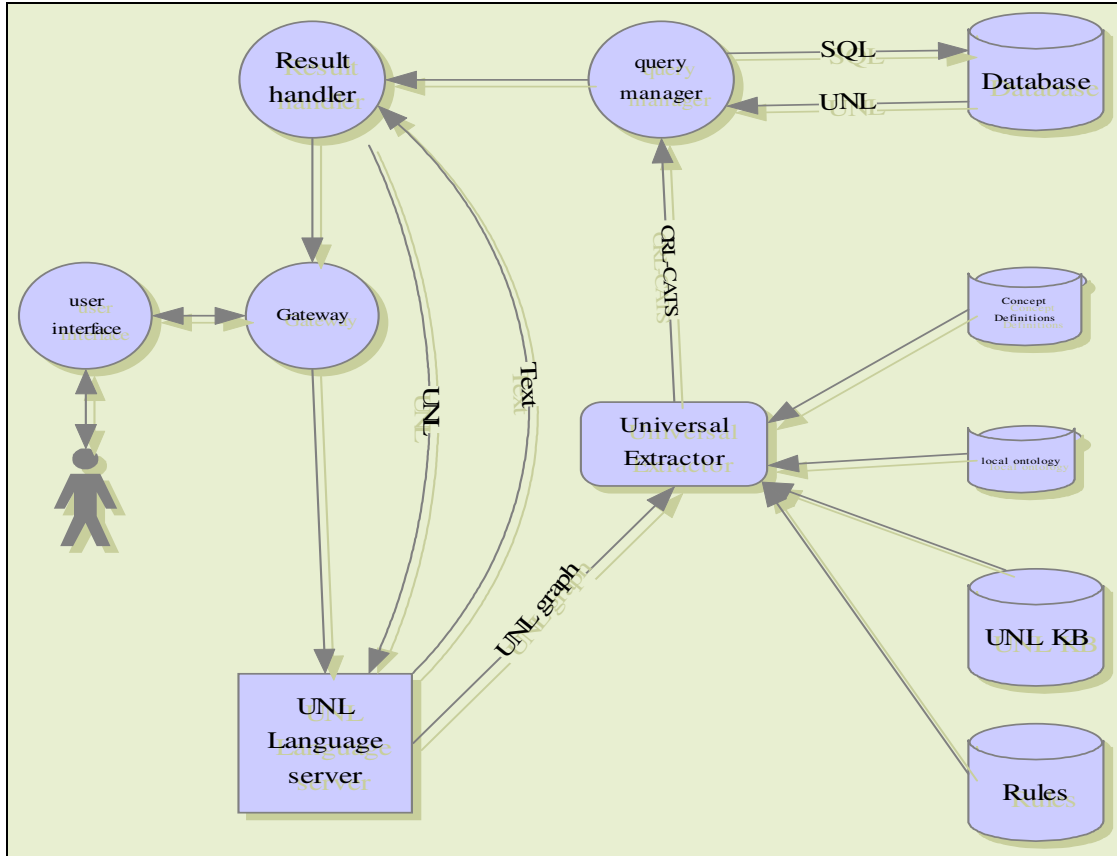 Result
handler
query
manager
SQL
UNL
Database
CRL-CATS
user
interface
Gateway
Concept
Definitions
UNL
Text
Universal
Extractor
local ontology
UNL graph
UNL KB
UNL
Language
server
Rules